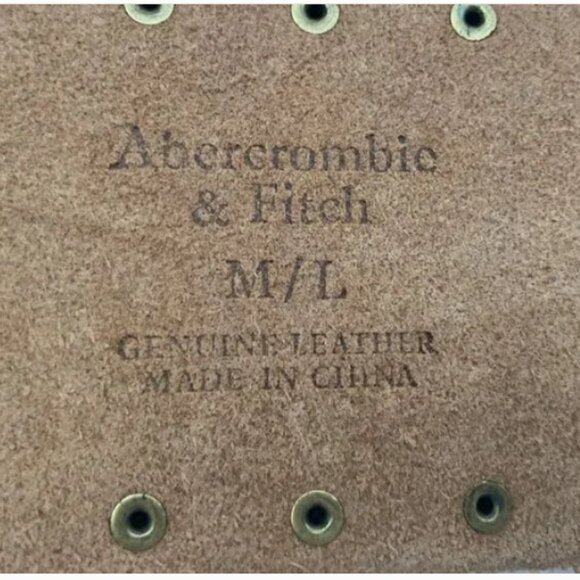 Abercrombie
& Fitch
M/L
GENUINE LEATHER
MADE IN CHINA